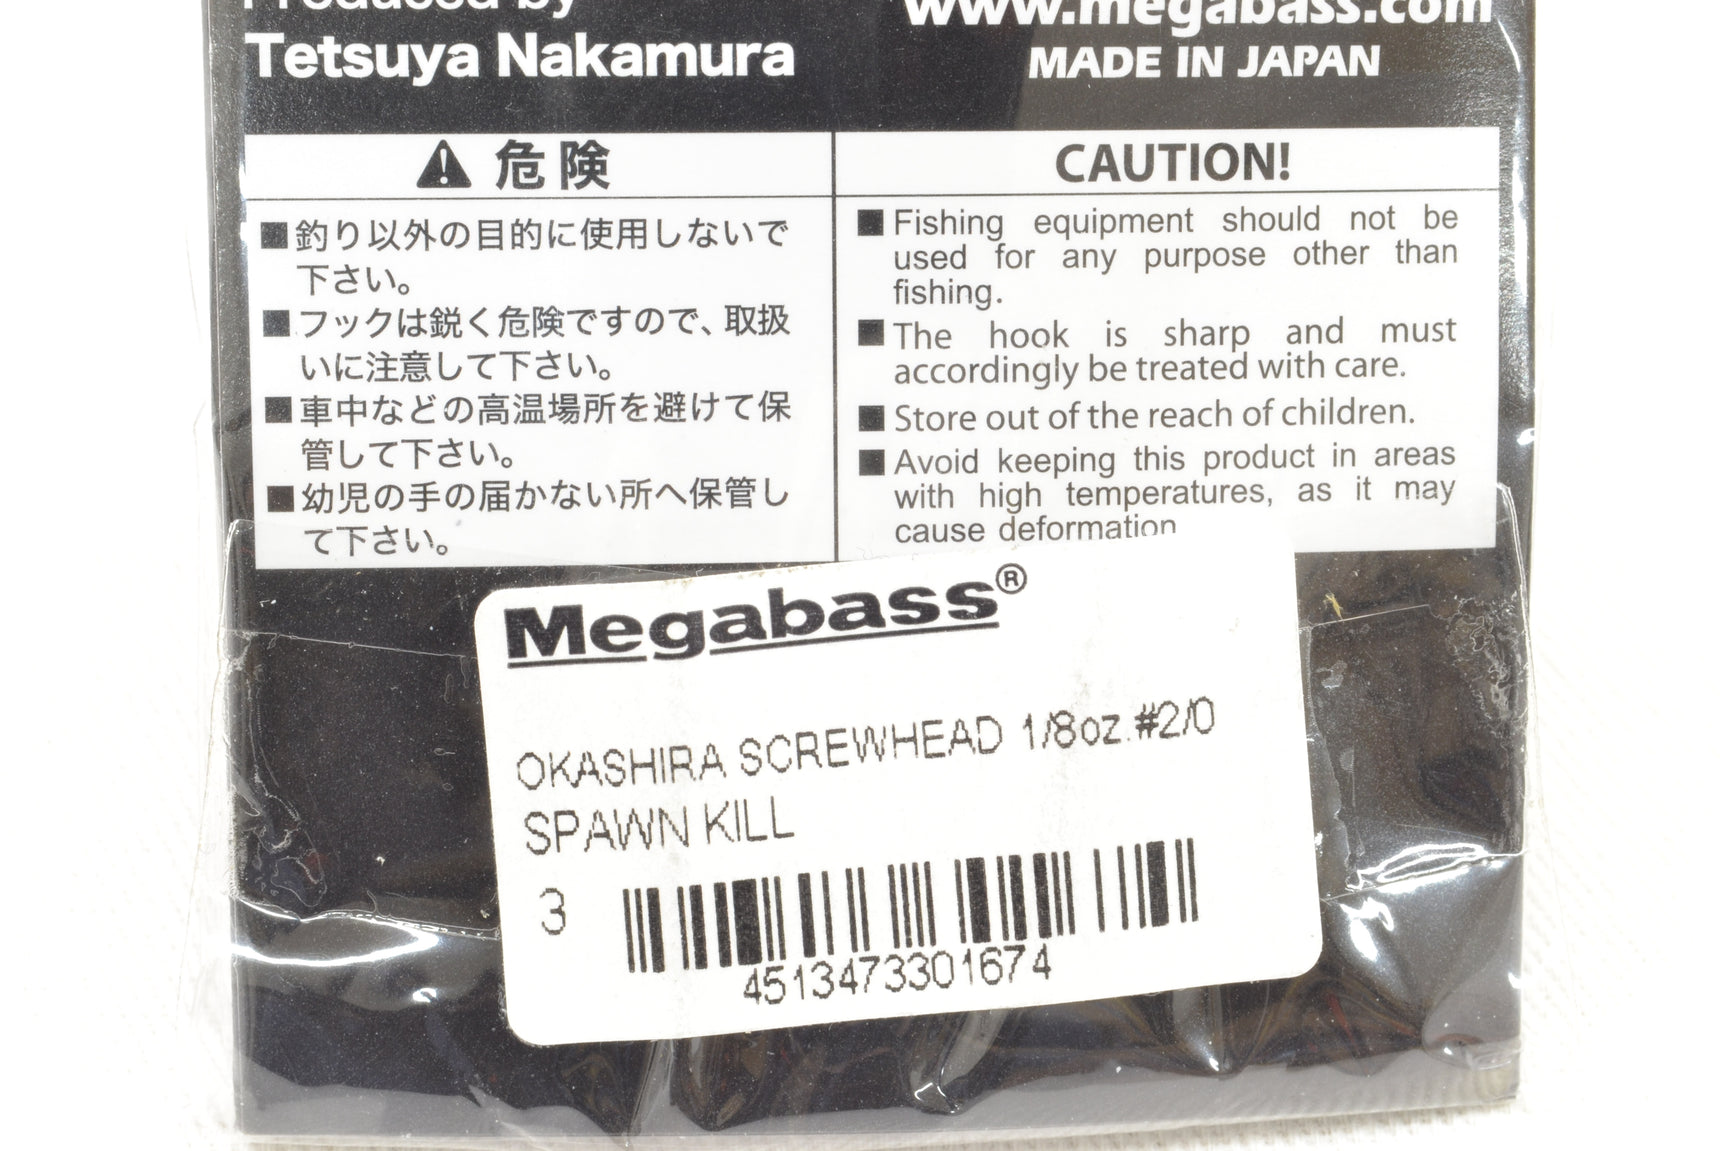 Produced by
Tetsuya Nakamura
www.megabass.com
MADE IN JAPAN
危険
■釣り以外の目的に使用しないで
下さい。
■フックは鋭く危険ですので、取扱
いに注意して下さい。
■車中などの高温場所を避けて保
管して下さい。
■幼児の手の届かない所へ保管し
て下さい。
CAUTION!
■Fishing equipment should not be
used for any purpose other than
fishing.
■The hook is sharp and must
accordingly be treated with care.
■Store out of the reach of children.
■Avoid keeping this product in areas
with high temperatures, as it may
cause deformation
Megabass®
OKASHIRA SCREWHEAD 1/8oz.#2/0
SPAWN KILL
3
4513473301674